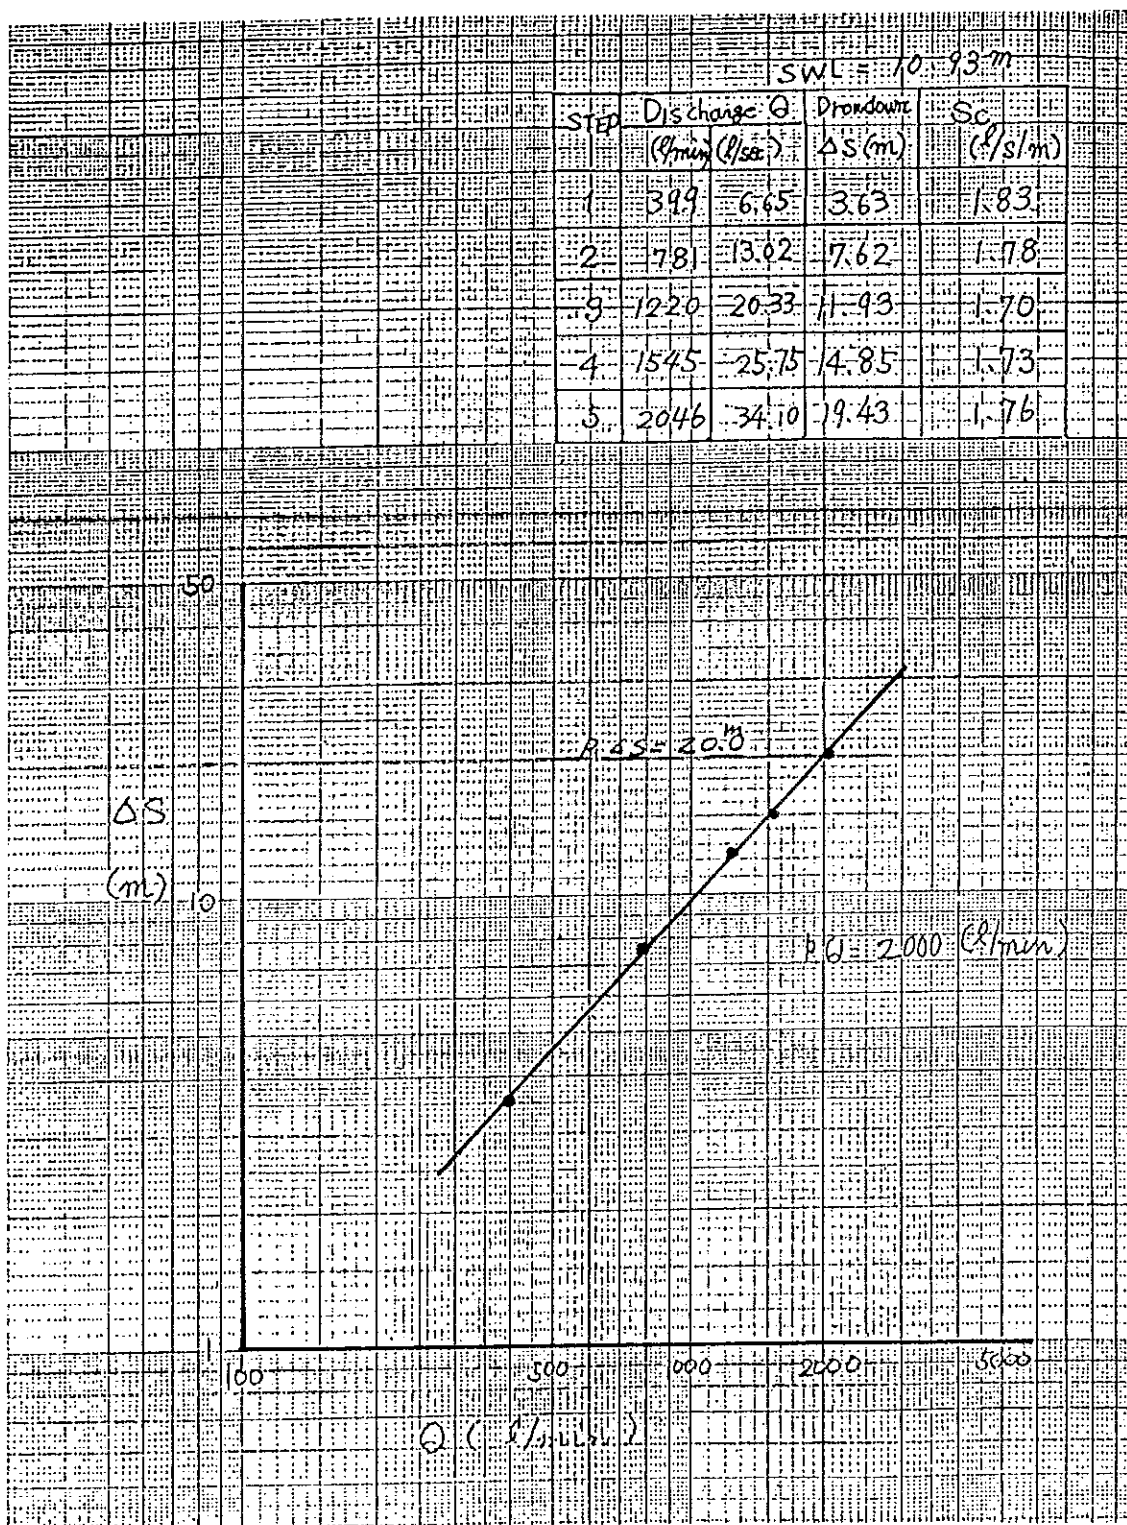 SWL = 10.93 m
STEP Discharge Q Drowdown Sc
(l/min) (l/sec) ΔS(m) (l/s/m)
1 399 6.65 3.63 1.83
2 781 13.02 7.62 1.78
3 1220 20.33 11.93 1.70
4 1545 25.75 14.85 1.73
5 2046 34.10 19.43 1.76
50
P ΔS = 20.0 m
ΔS
(m)
10
P Q = 2000 (l/min)
1
100 500 1000 2000 5000
Q (l/min)